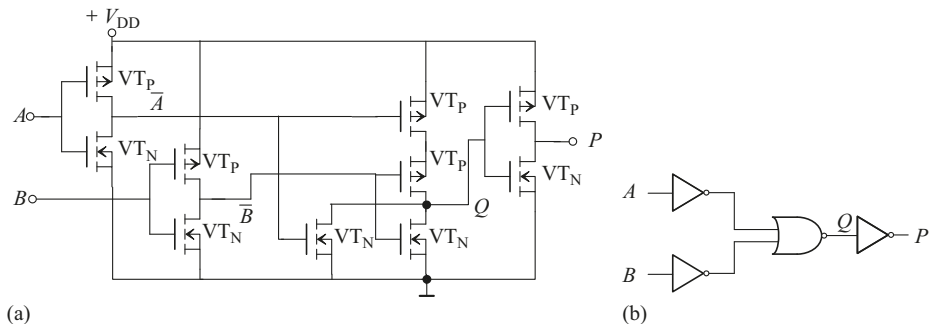 + V_DD
VT_P
A̅
VT_P
VT_P
A
P
VT_N
VT_P
VT_P
VT_N
B
B̅
Q
VT_N
VT_N
VT_N
(a)
A
Q
P
B
(b)